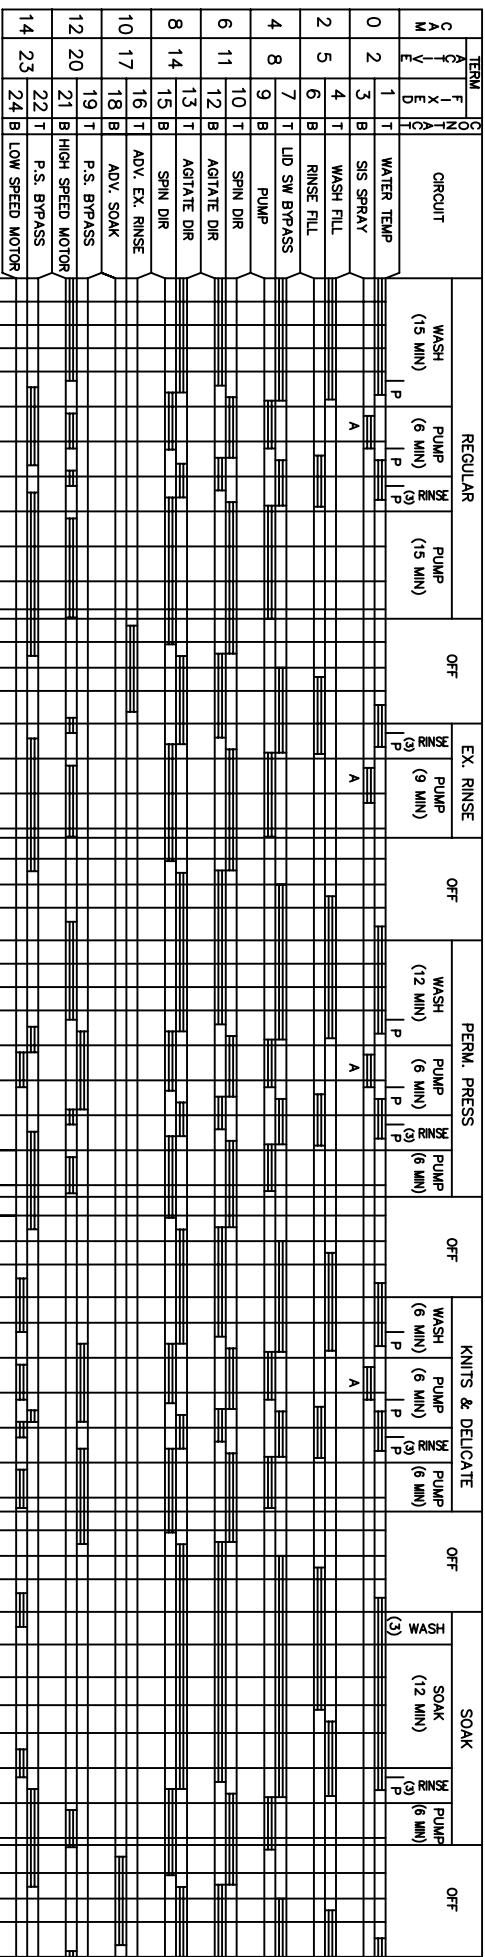 TERM
CAM
ACTIVE
FIXED
CONTACT
CIRCUIT
REGULAR
OFF
EX. RINSE
OFF
PERM. PRESS
OFF
KNITS & DELICATE
OFF
SOAK
OFF
WASH
(15 MIN)
PUMP
(6 MIN)
(3) RINSE
PUMP
(15 MIN)
(3) RINSE
PUMP
(9 MIN)
WASH
(12 MIN)
PUMP
(6 MIN)
(3) RINSE
PUMP
(6 MIN)
WASH
(6 MIN)
PUMP
(6 MIN)
(3) RINSE
PUMP
(6 MIN)
(3) WASH
SOAK
(12 MIN)
(3) RINSE
PUMP
(6 MIN)
P P P P P P P P P P P
0 2 1 T WATER TEMP
3 B SIS SPRAY
A A A A
2 5 4 T WASH FILL
6 B RINSE FILL
4 8 7 T LID SW BYPASS
9 B PUMP
6 11 10 T SPIN DIR
12 B AGITATE DIR
8 14 13 T AGITATE DIR
15 B SPIN DIR
10 17 16 T ADV. EX. RINSE
18 B ADV. SOAK
12 20 19 T P.S. BYPASS
21 B HIGH SPEED MOTOR
14 23 22 T P.S. BYPASS
24 B LOW SPEED MOTOR